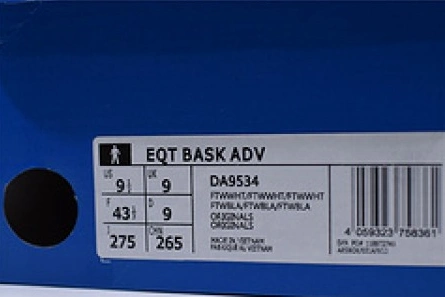 EQT BASK ADV
US UK
9½ 9
DA9534
FTWWHT/FTWWHT/FTWWHT
F D
43⅓ 9
FTWBLA/FTWBLA/FTWBLA
ORIGINALS
ORIGINALS
I CHN
275 265
MADE IN VIETNAM
FABRIQUE AU VIETNAM
4 059323 758361